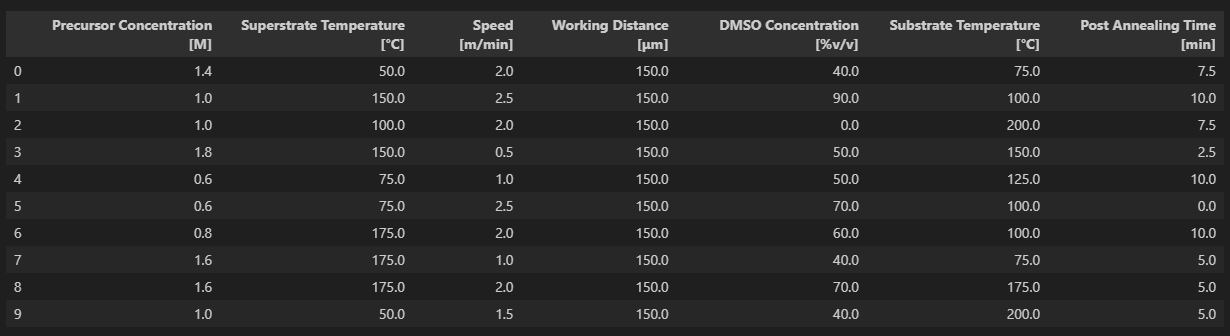 Precursor Concentration Superstrate Temperature Speed Working Distance DMSO Concentration Substrate Temperature Post Annealing Time
[M] [°C] [m/min] [µm] [%v/v] [°C] [min]
0 1.4 50.0 2.0 150.0 40.0 75.0 7.5
1 1.0 150.0 2.5 150.0 90.0 100.0 10.0
2 1.0 100.0 2.0 150.0 0.0 200.0 7.5
3 1.8 150.0 0.5 150.0 50.0 150.0 2.5
4 0.6 75.0 1.0 150.0 50.0 125.0 10.0
5 0.6 75.0 2.5 150.0 70.0 100.0 0.0
6 0.8 175.0 2.0 150.0 60.0 100.0 10.0
7 1.6 175.0 1.0 150.0 40.0 75.0 5.0
8 1.6 175.0 2.0 150.0 70.0 175.0 5.0
9 1.0 50.0 1.5 150.0 40.0 200.0 5.0